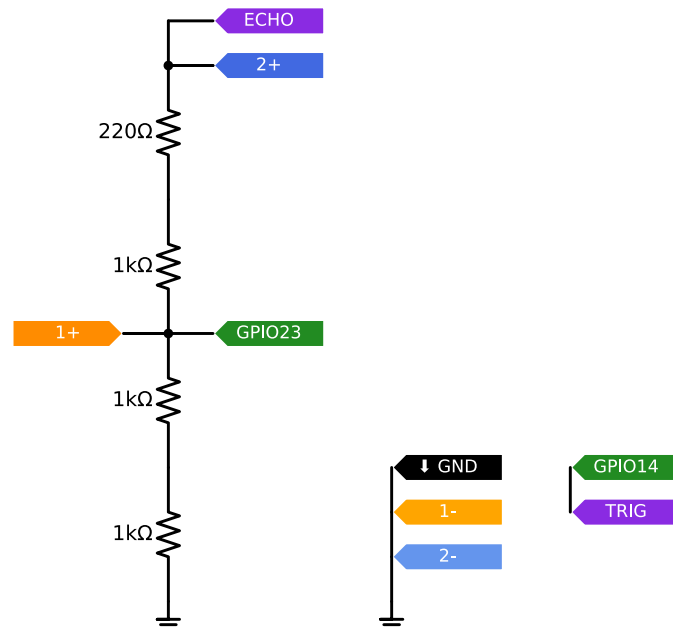 ECHO
2+
220Ω
1kΩ
1+
GPIO23
1kΩ
⬇ GND
GPIO14
1-
TRIG
1kΩ
2-